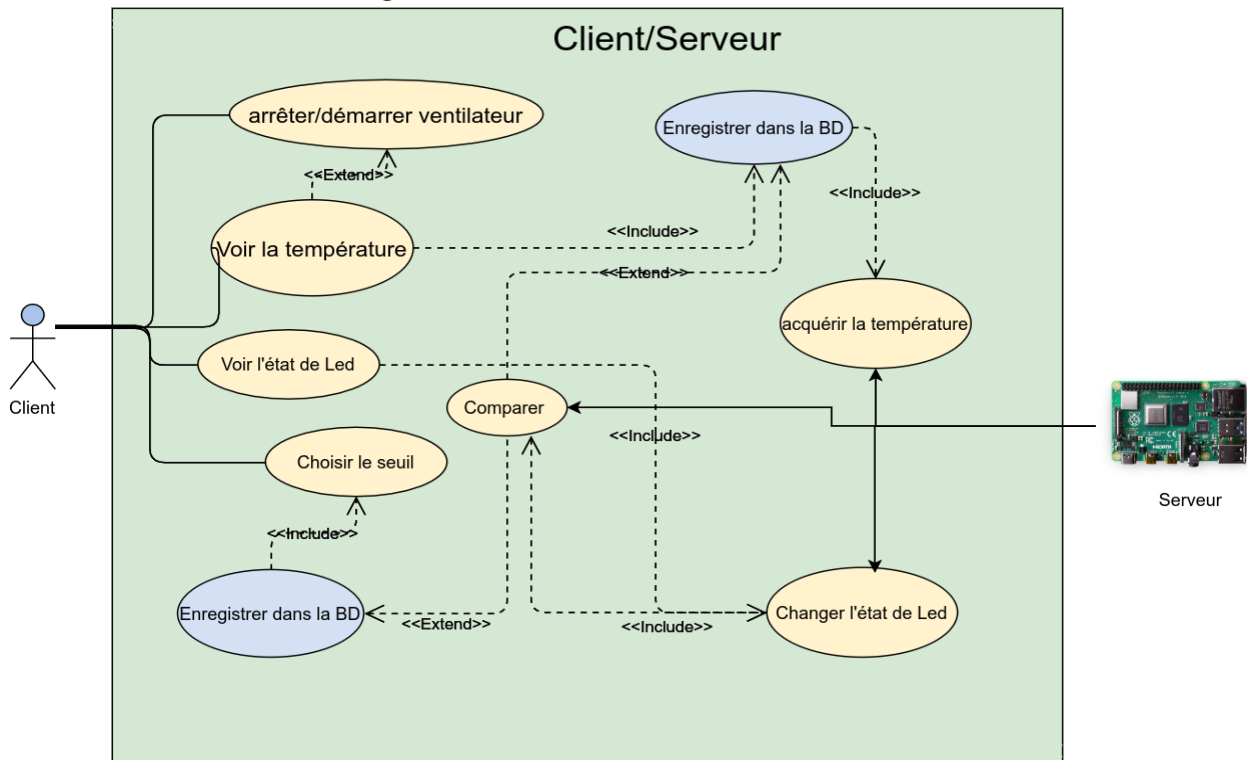 Client/Serveur
arrêter/démarrer ventilateur
Enregistrer dans la BD
<<Extend>>
<<Include>>
Voir la température
<<Include>>
<<Extend>>
acquérir la température
Voir l'état de Led
Client
Comparer
<<Include>>
Choisir le seuil
Serveur
<<Include>>
Enregistrer dans la BD
<<Extend>>
<<Include>>
Changer l'état de Led